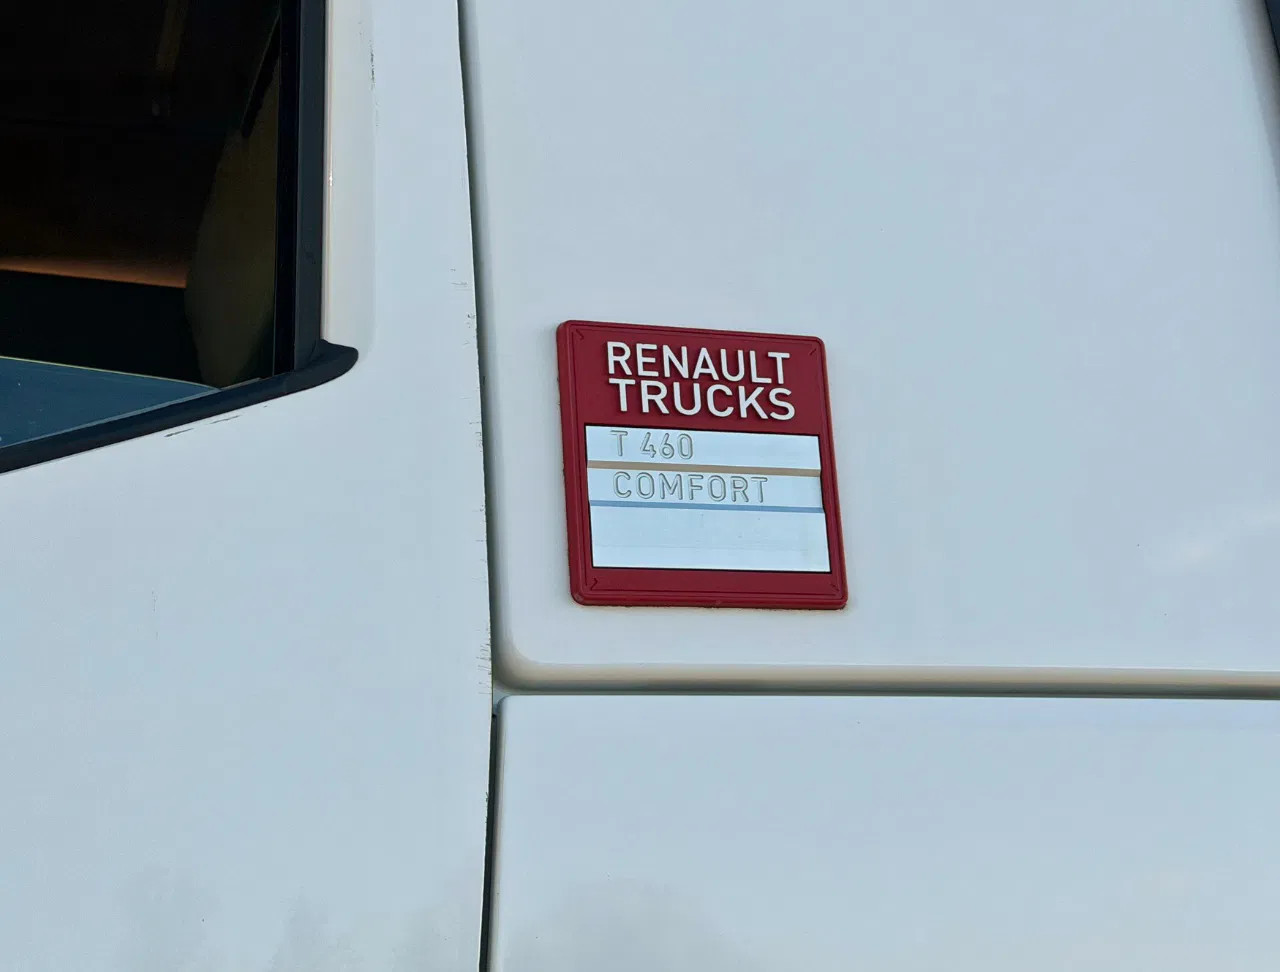 RENAULT
TRUCKS
T 460
COMFORT